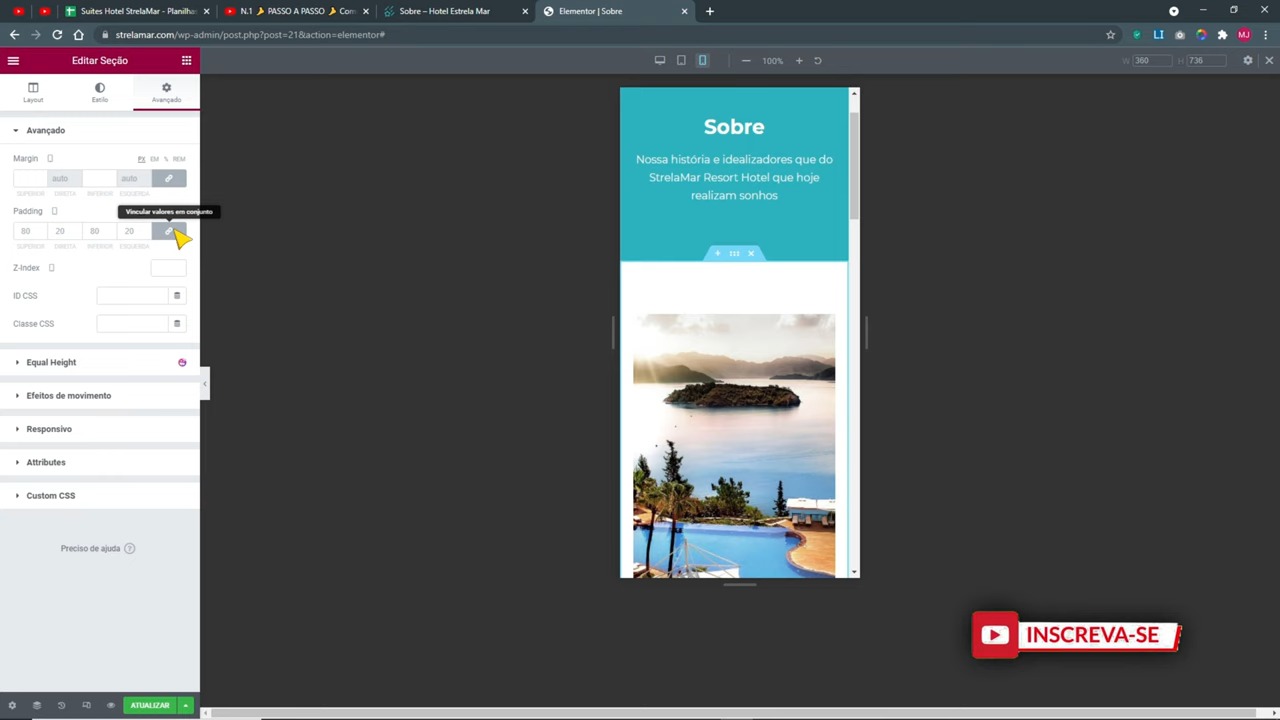 Suites Hotel StrelaMar - Planilha
N.1 🔑 PASSO A PASSO 🔑 Con
Sobre – Hotel Estrela Mar
Elementor | Sobre
strelamar.com/wp-admin/post.php?post=21&action=elementor#
LI
MJ
Editar Seção
100%
W 360
H 736
Layout
Estilo
Avançado
Avançado
Margin
PX EM % REM
auto auto
SUPERIOR DIREITA INFERIOR ESQUERDA
Padding
Vincular valores em conjunto
80 20 80 20
SUPERIOR DIREITA INFERIOR ESQUERDA
Z-Index
ID CSS
Classe CSS
Equal Height
Efeitos de movimento
Responsivo
Attributes
Custom CSS
Preciso de ajuda ?
ATUALIZAR
Sobre
Nossa história e idealizadores que do
StrelaMar Resort Hotel que hoje
realizam sonhos
INSCREVA-SE